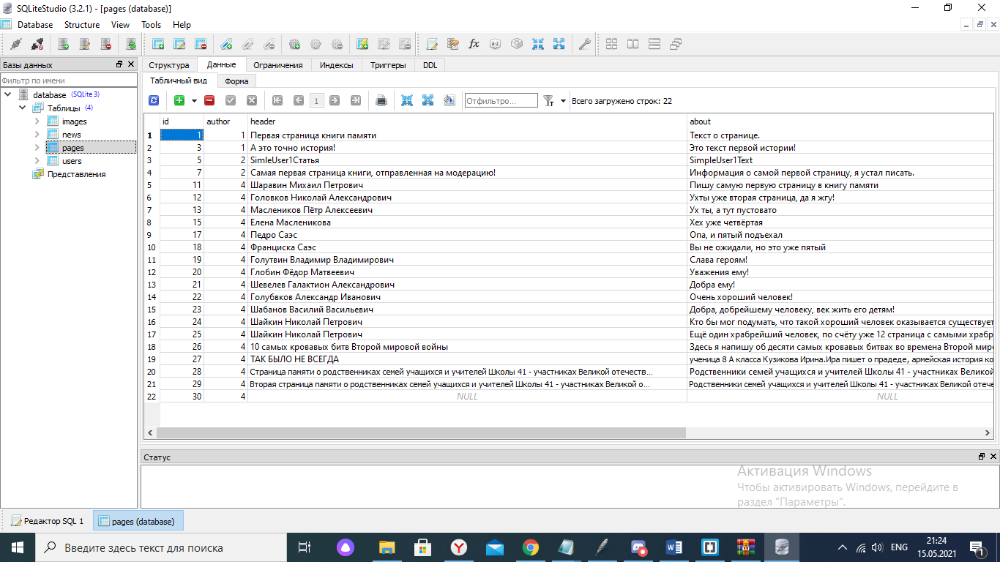 SQLiteStudio (3.2.1) - [pages (database)]
Database Structure View Tools Help
Базы данных
Фильтр по имени
database (SQLite 3)
Таблицы (4)
images
news
pages
users
Представления
Структура Данные Ограничения Индексы Триггеры DDL
Табличный вид Форма
1 Отфильтро... Всего загружено строк: 22
id author header about
1 1 1 Первая страница книги памяти Текст о странице.
2 3 1 А это точно история! Это текст первой истории!
3 5 2 SimleUser1Статья SimpleUser1Text
4 7 2 Самая первая страница книги, отправленная на модерацию! Информация о самой первой страницу, я устал писать.
5 11 4 Шаравин Михаил Петрович Пишу самую первую страницу в книгу памяти
6 12 4 Головков Николай Александрович Ухты уже вторая страница, да я жгу!
7 13 4 Маслеников Пётр Алексеевич Ух ты, а тут пустовато
8 15 4 Елена Масленикова Хех уже четвёртая
9 17 4 Педро Саэс Опа, и пятый подъехал
10 18 4 Франциска Саэс Вы не ожидали, но это уже пятый
11 19 4 Голутвин Владимир Владимирович Слава героям!
12 20 4 Глобин Фёдор Матвеевич Уважения ему!
13 21 4 Шевелев Галактион Александрович Добра ему!
14 22 4 Голубвков Александр Иванович Очень хороший человек!
15 23 4 Шабанов Василий Васильевич Добра, добрейшему человеку, век жить его детям!
16 24 4 Шайкин Николай Петрович Кто бы мог подумать, что такой хороший человек оказывается существует
17 25 4 Шайкин Николай Петрович Ещё один храбрейший человек, по счёту уже 12 страница с самыми храбр
18 26 4 10 самых кровавых битв Второй мировой войны Здесь я напишу об десяти самых кровавых битвах во времена Второй миро
19 27 4 ТАК БЫЛО НЕ ВСЕГДА ученица 8 А класса Кузикова Ирина.Ира пишет о прадеде, армейская история ко
20 28 4 Страница памяти о родственниках семей учащихся и учителей Школы 41 - участниках Великой отечеств... Родственники семей учащихся и учителей Школы 41 - участниках Великой
21 29 4 Вторая страница памяти о родственниках семей учащихся и учителей Школы 41 - участниках Великой о... Родственники семей учащихся и учителей Школы 41 - участниках Великой отече
22 30 4 NULL NULL
Статус
Активация Windows
Чтобы активировать Windows, перейдите в
раздел "Параметры".
Редактор SQL 1 pages (database)
Введите здесь текст для поиска
ENG
21:24
15.05.2021
1